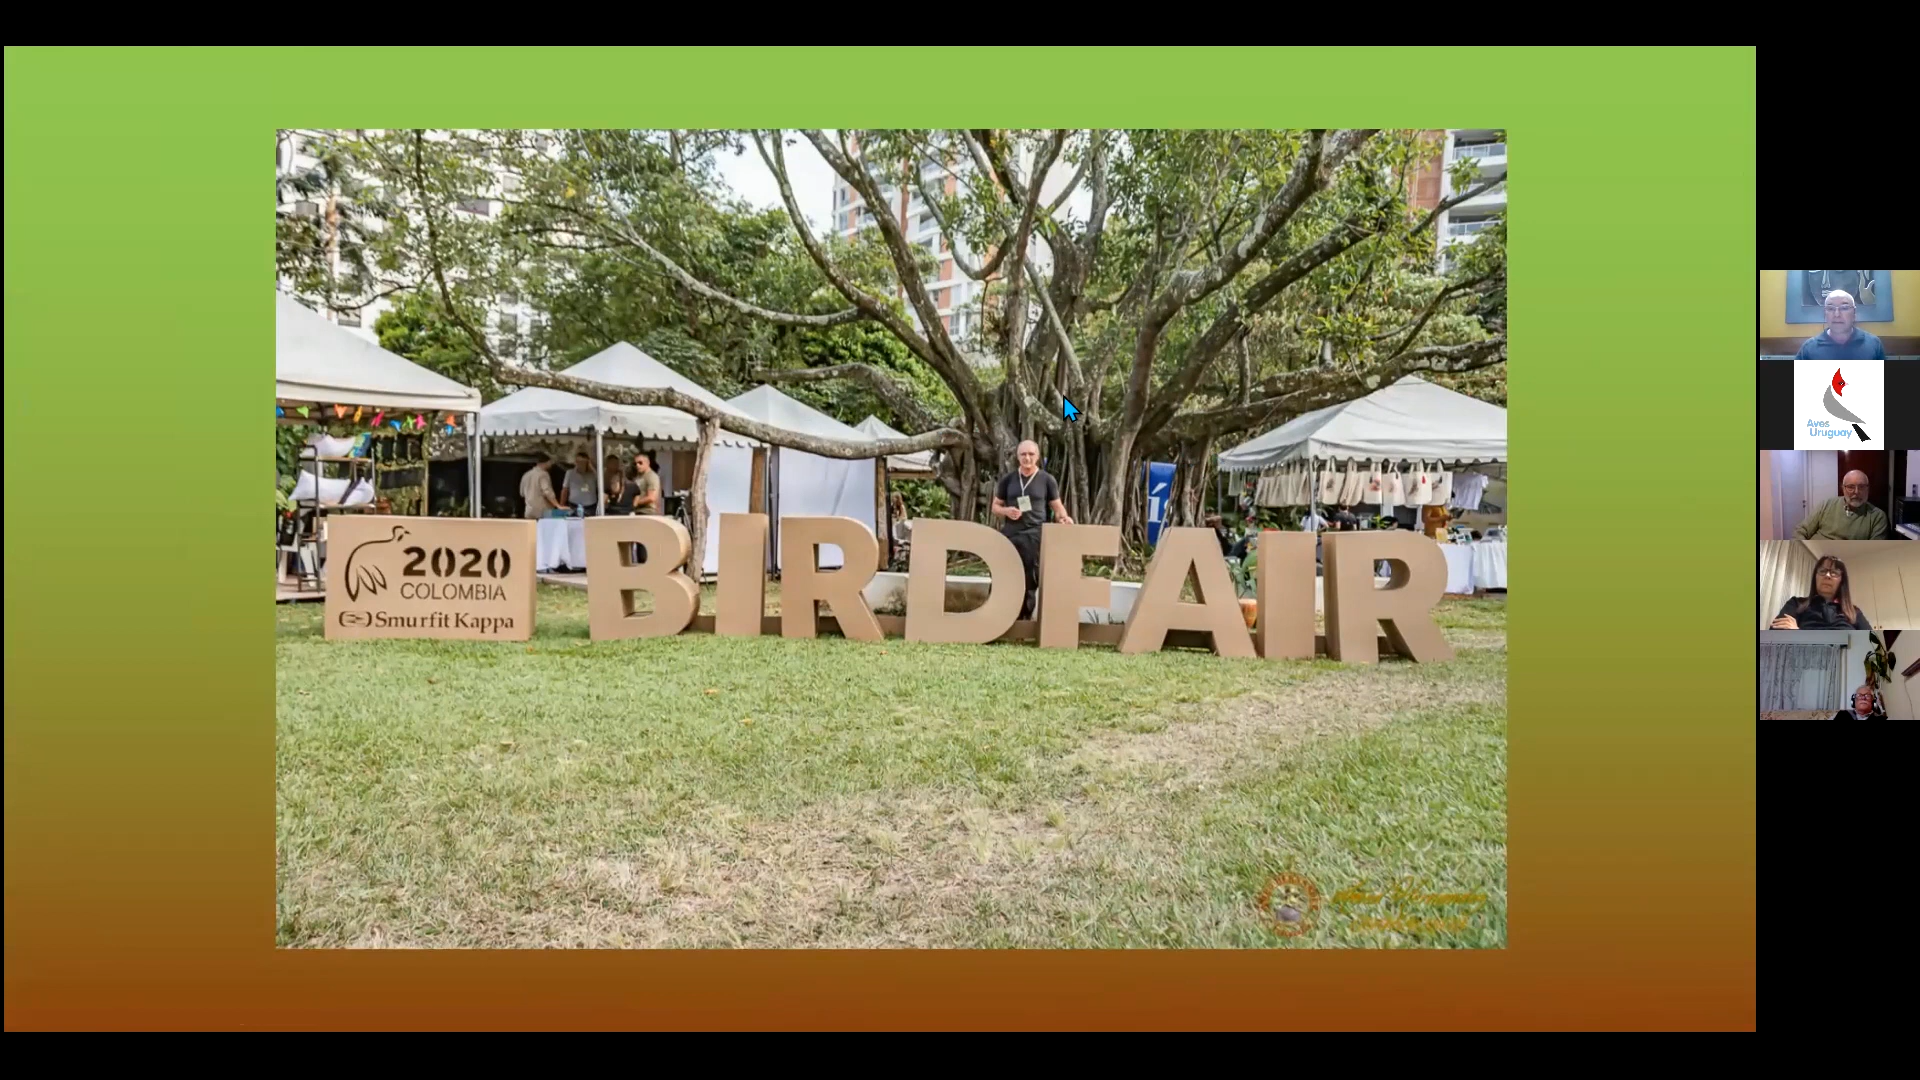 2020
COLOMBIA
Smurfit Kappa
BIRDFAIR
Aves
Uruguay